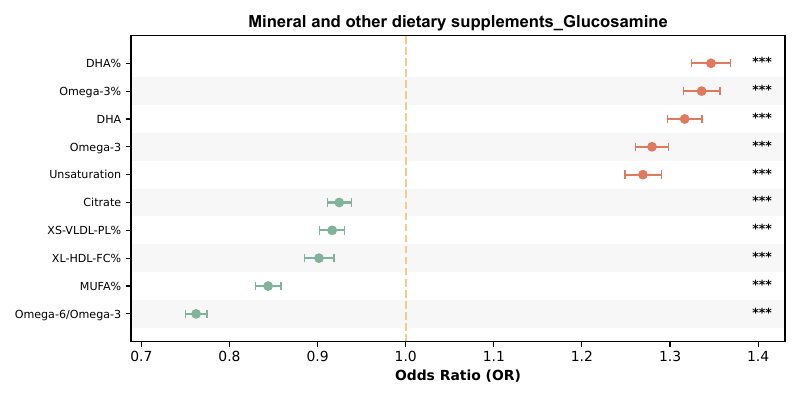 Mineral and other dietary supplements_Glucosamine
DHA% ***
Omega-3% ***
DHA ***
Omega-3 ***
Unsaturation ***
Citrate ***
XS-VLDL-PL% ***
XL-HDL-FC% ***
MUFA% ***
Omega-6/Omega-3 ***
0.7 0.8 0.9 1.0 1.1 1.2 1.3 1.4
Odds Ratio (OR)